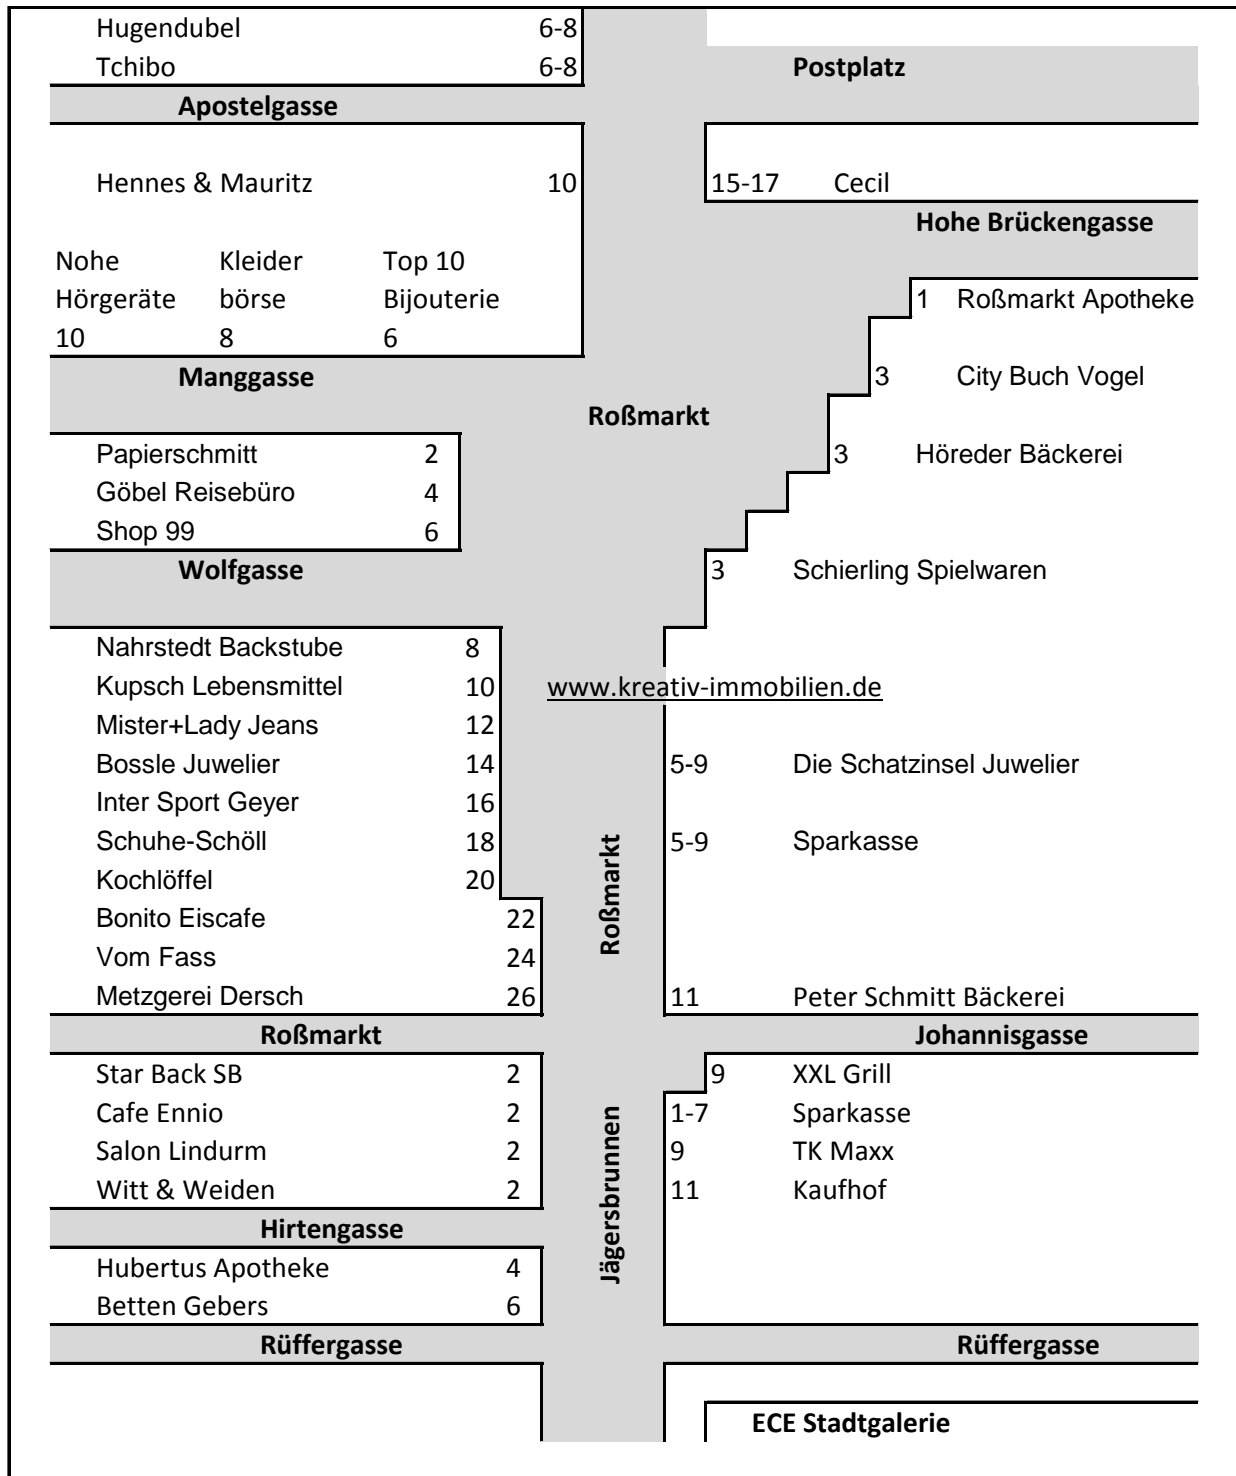 Hugendubel 6-8
Tchibo 6-8 Postplatz
Apostelgasse
Hennes & Mauritz 10 15-17 Cecil
Hohe Brückengasse
Nohe Kleider Top 10
Hörgeräte börse Bijouterie 1 Roßmarkt Apotheke
10 8 6
Manggasse 3 City Buch Vogel
Roßmarkt
Papierschmitt 2 3 Höreder Bäckerei
Göbel Reisebüro 4
Shop 99 6
Wolfgasse 3 Schierling Spielwaren
Nahrstedt Backstube 8
Kupsch Lebensmittel 10 www.kreativ-immobilien.de
Mister+Lady Jeans 12
Bossle Juwelier 14 5-9 Die Schatzinsel Juwelier
Inter Sport Geyer 16
Schuhe-Schöll 18 5-9 Sparkasse
Kochlöffel 20
Roßmarkt
Bonito Eiscafe 22
Vom Fass 24
Metzgerei Dersch 26 11 Peter Schmitt Bäckerei
Roßmarkt Johannisgasse
Star Back SB 2 9 XXL Grill
Cafe Ennio 2 1-7 Sparkasse
Salon Lindurm 2 9 TK Maxx
Witt & Weiden 2 11 Kaufhof
Jägersbrunnen
Hirtengasse
Hubertus Apotheke 4
Betten Gebers 6
Rüffergasse Rüffergasse
ECE Stadtgalerie